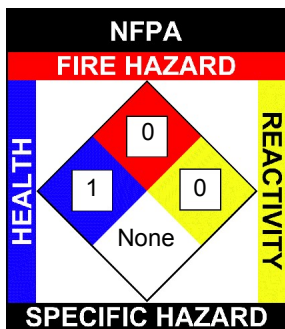 NFPA
FIRE HAZARD
HEALTH
0
1
0
REACTIVITY
None
SPECIFIC HAZARD